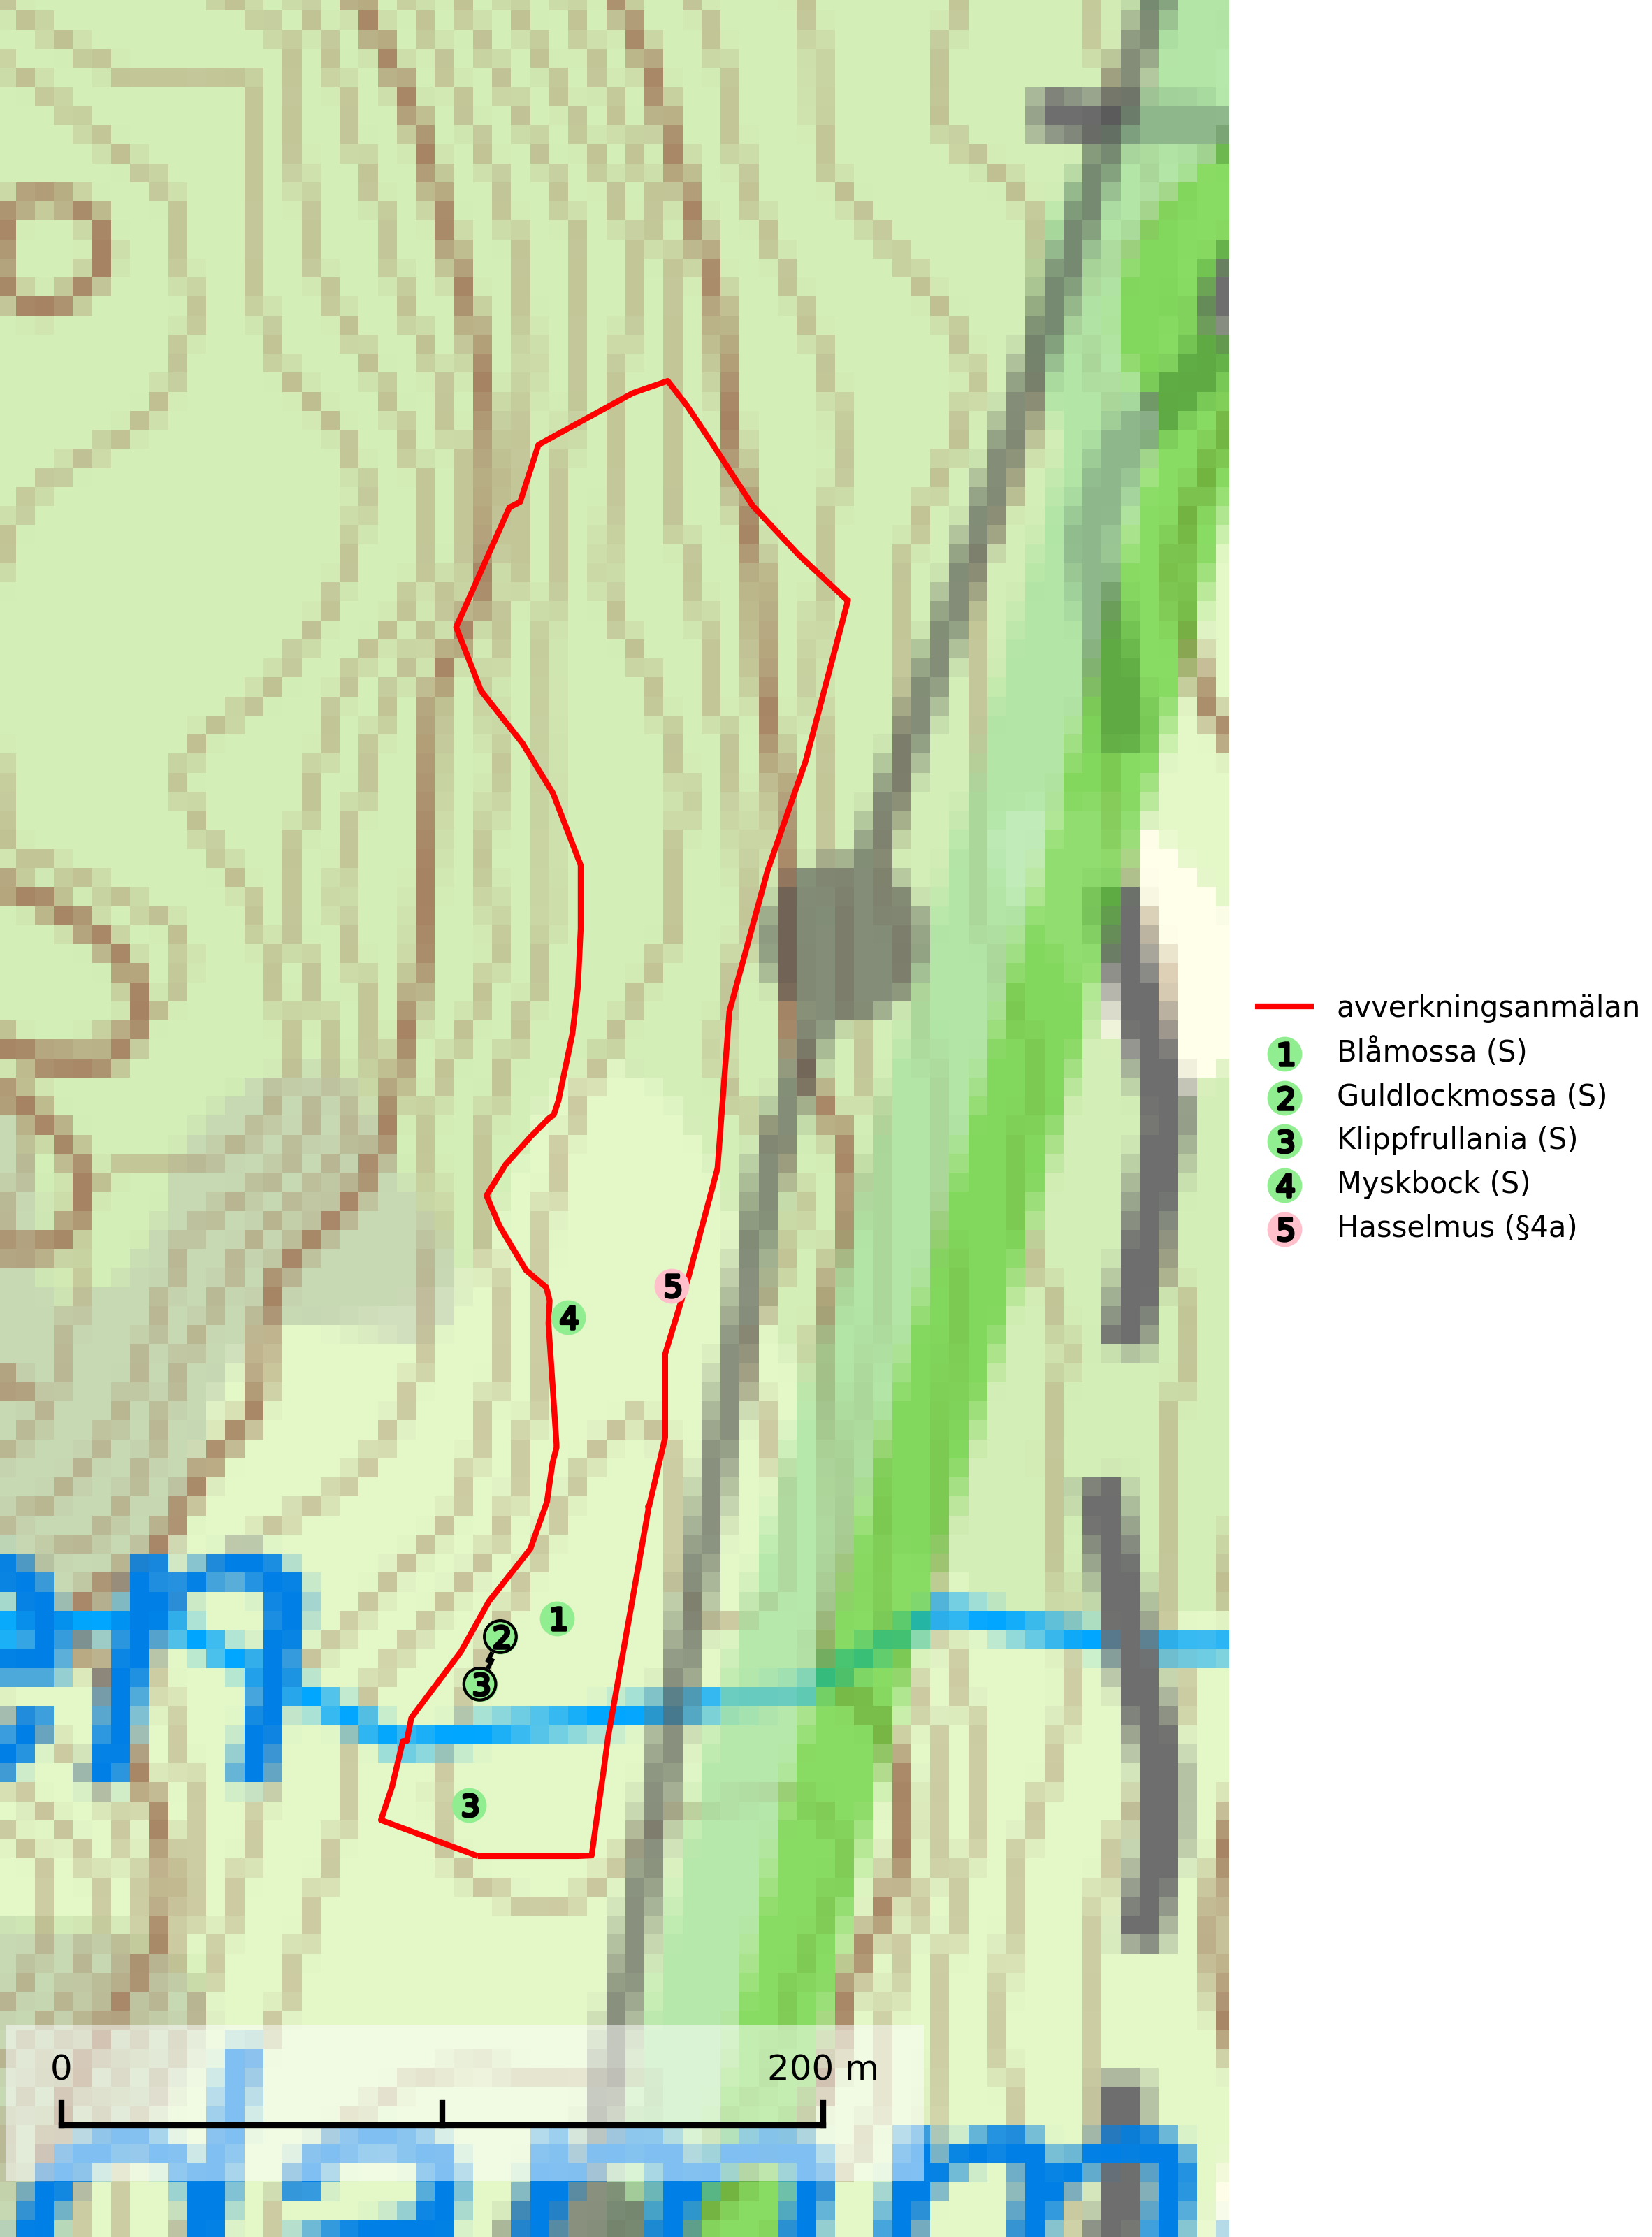 5
4
1
2
3
3
0 200 m
avverkningsanmälan
1 Blåmossa (S)
2 Guldlockmossa (S)
3 Klippfrullania (S)
4 Myskbock (S)
5 Hasselmus (§4a)